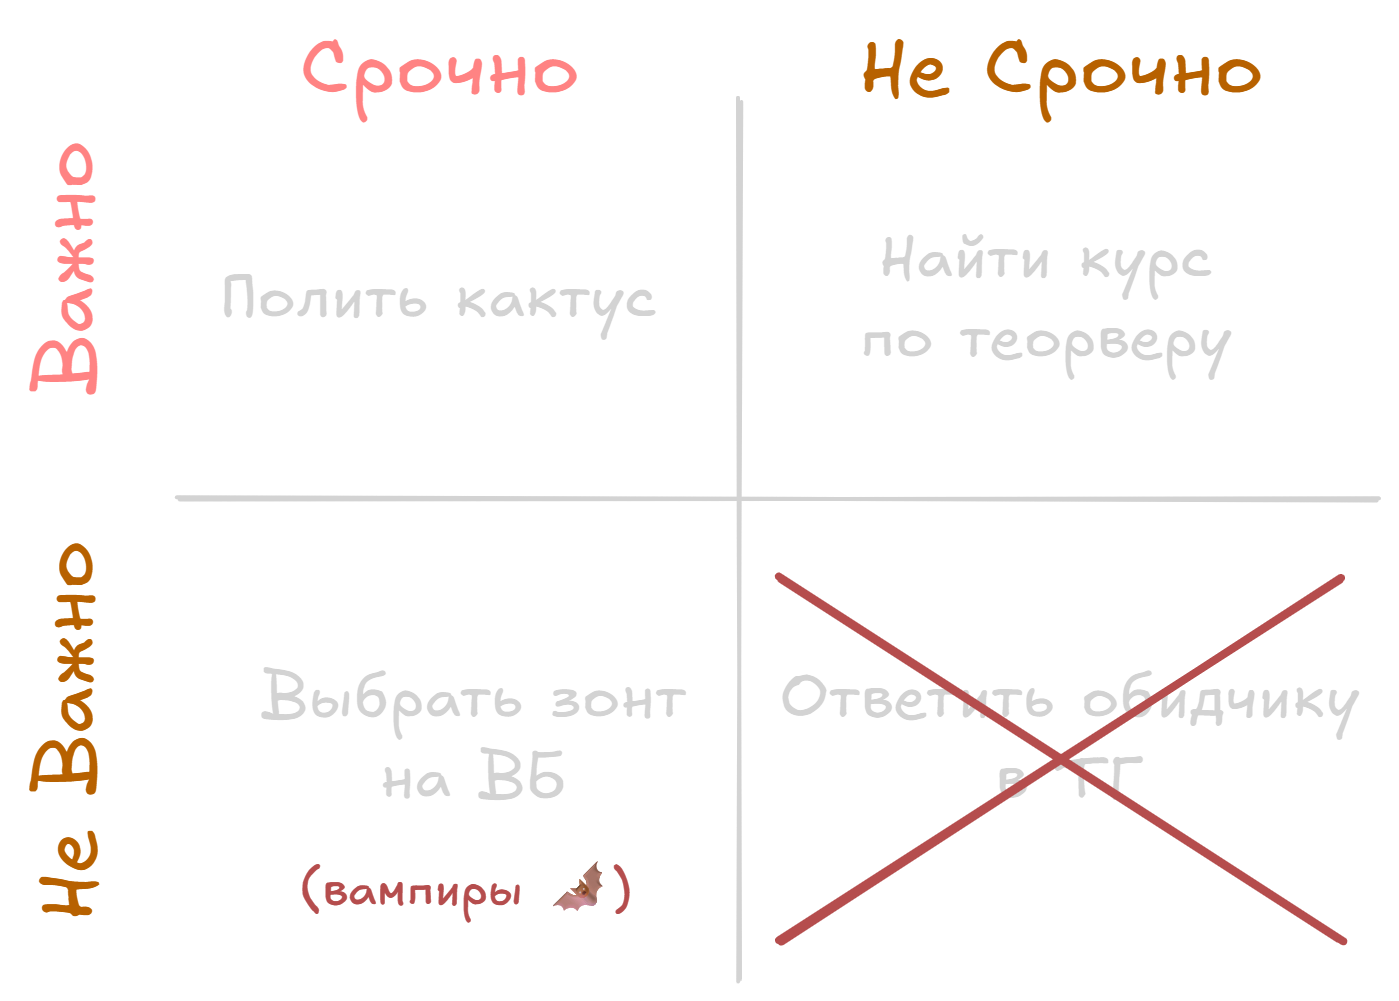 Срочно
Не Срочно
Важно
Полить кактус
Найти курс
по теорверу
Не Важно
Выбрать зонт
на ВБ
(вампиры 🦇)
Ответить обидчику
в ТГ